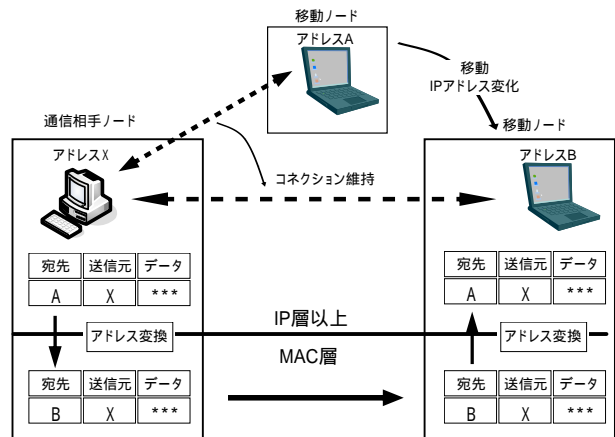 移動ノード
アドレスA
移動
IPアドレス変化
通信相手ノード
移動ノード
アドレスX
アドレスB
コネクション維持
宛先 送信元 データ
A X ***
宛先 送信元 データ
A X ***
IP層以上
アドレス変換
アドレス変換
MAC層
宛先 送信元 データ
B X ***
宛先 送信元 データ
B X ***